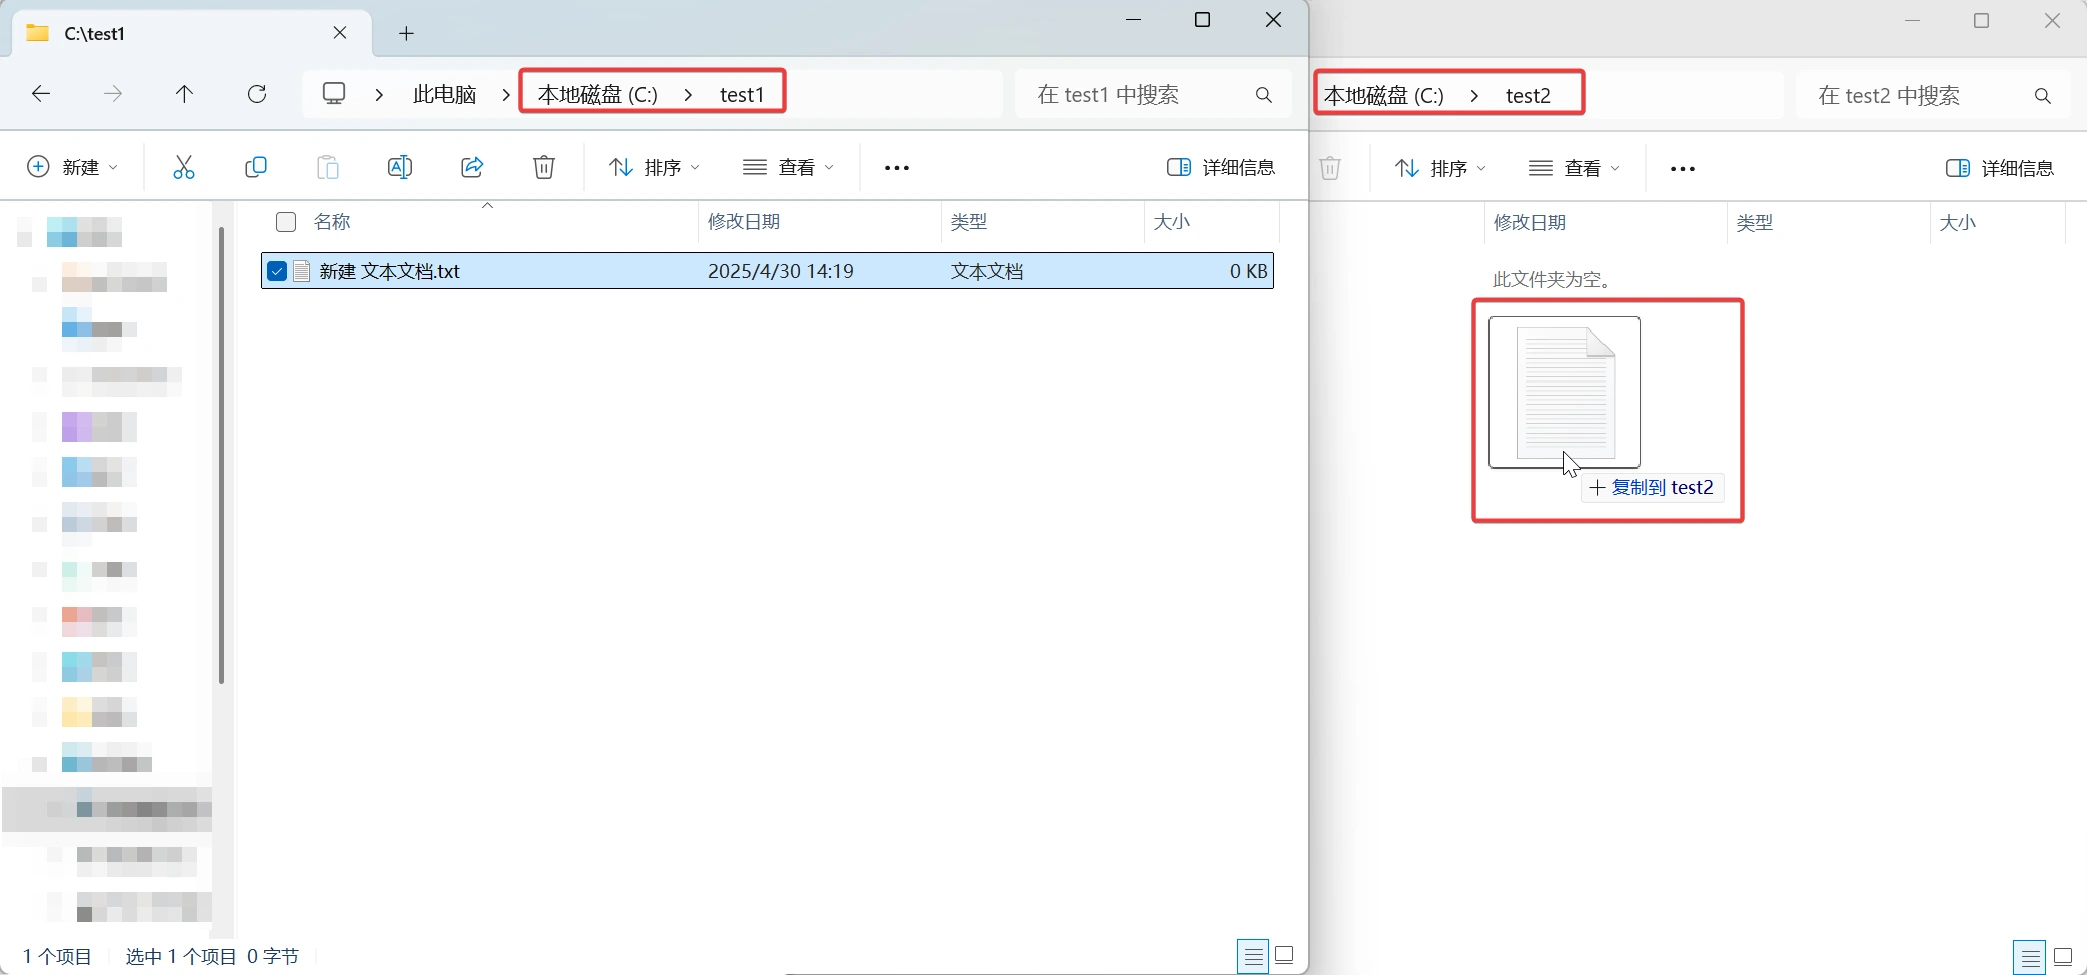 C:\test1
此电脑 > 本地磁盘 (C:) > test1
在 test1 中搜索
新建
排序
查看
详细信息
名称 修改日期 类型 大小
新建 文本文档.txt 2025/4/30 14:19 文本文档 0 KB
1 个项目 选中 1 个项目 0 字节
本地磁盘 (C:) > test2
在 test2 中搜索
排序
查看
详细信息
修改日期 类型 大小
此文件夹为空。
+ 复制到 test2